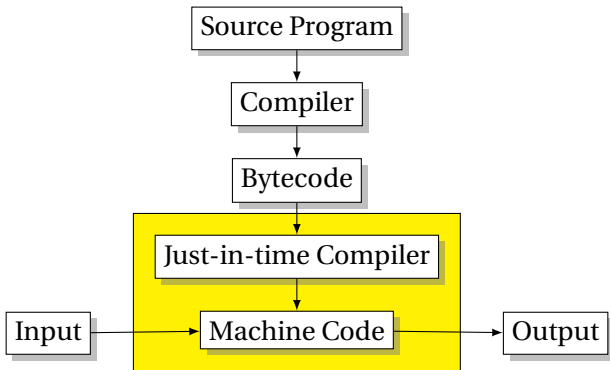 Source Program
Compiler
Bytecode
Just-in-time Compiler
Input
Machine Code
Output